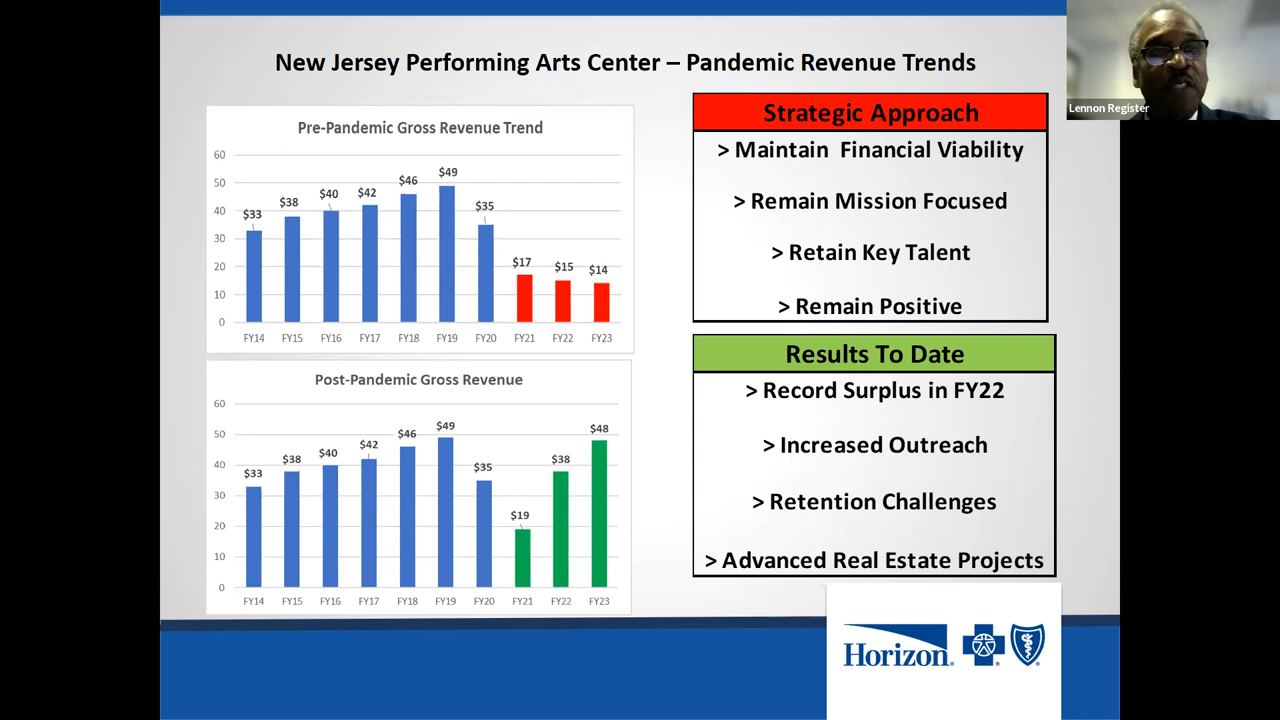 New Jersey Performing Arts Center – Pandemic Revenue Trends
Lennon Register
Pre-Pandemic Gross Revenue Trend
60
50
40
30
20
10
0
$33
$38
$40
$42
$46
$49
$35
$17
$15
$14
FY14 FY15 FY16 FY17 FY18 FY19 FY20 FY21 FY22 FY23
Post-Pandemic Gross Revenue
60
50
40
30
20
10
0
$33
$38
$40
$42
$46
$49
$35
$19
$38
$48
FY14 FY15 FY16 FY17 FY18 FY19 FY20 FY21 FY22 FY23
Strategic Approach
> Maintain Financial Viability
> Remain Mission Focused
> Retain Key Talent
> Remain Positive
Results To Date
> Record Surplus in FY22
> Increased Outreach
> Retention Challenges
> Advanced Real Estate Projects
Horizon®